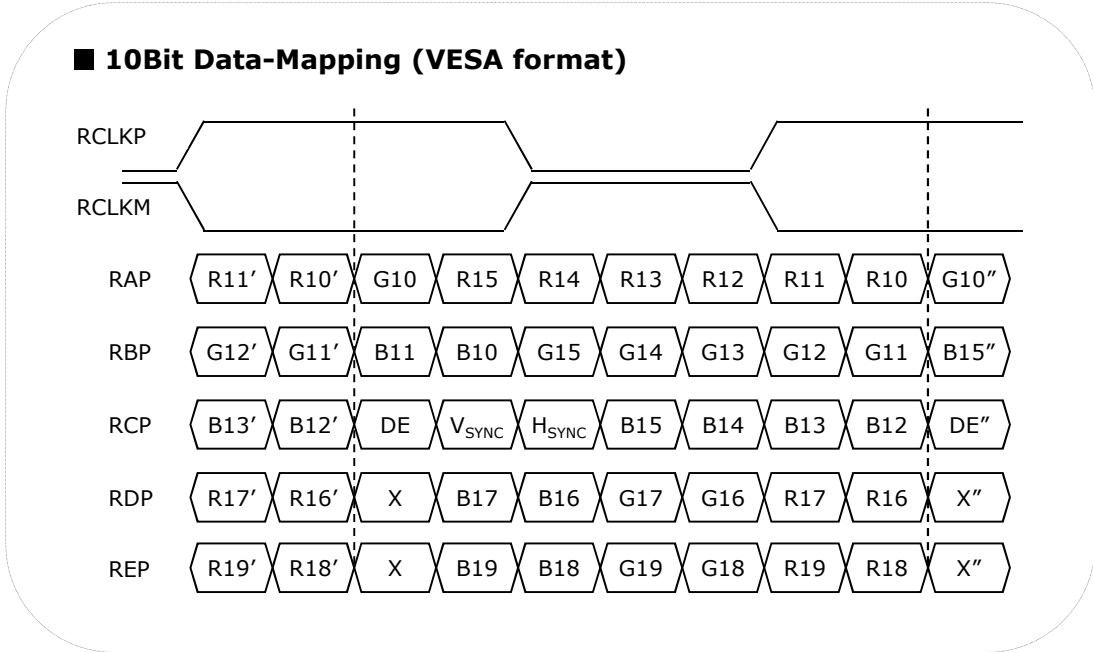 ■ 10Bit Data-Mapping (VESA format)
RCLKP
RCLKM
RAP R11′ R10′ G10 R15 R14 R13 R12 R11 R10 G10″
RBP G12′ G11′ B11 B10 G15 G14 G13 G12 G11 B15″
RCP B13′ B12′ DE VSYNC HSYNC B15 B14 B13 B12 DE″
RDP R17′ R16′ X B17 B16 G17 G16 R17 R16 X″
REP R19′ R18′ X B19 B18 G19 G18 R19 R18 X″